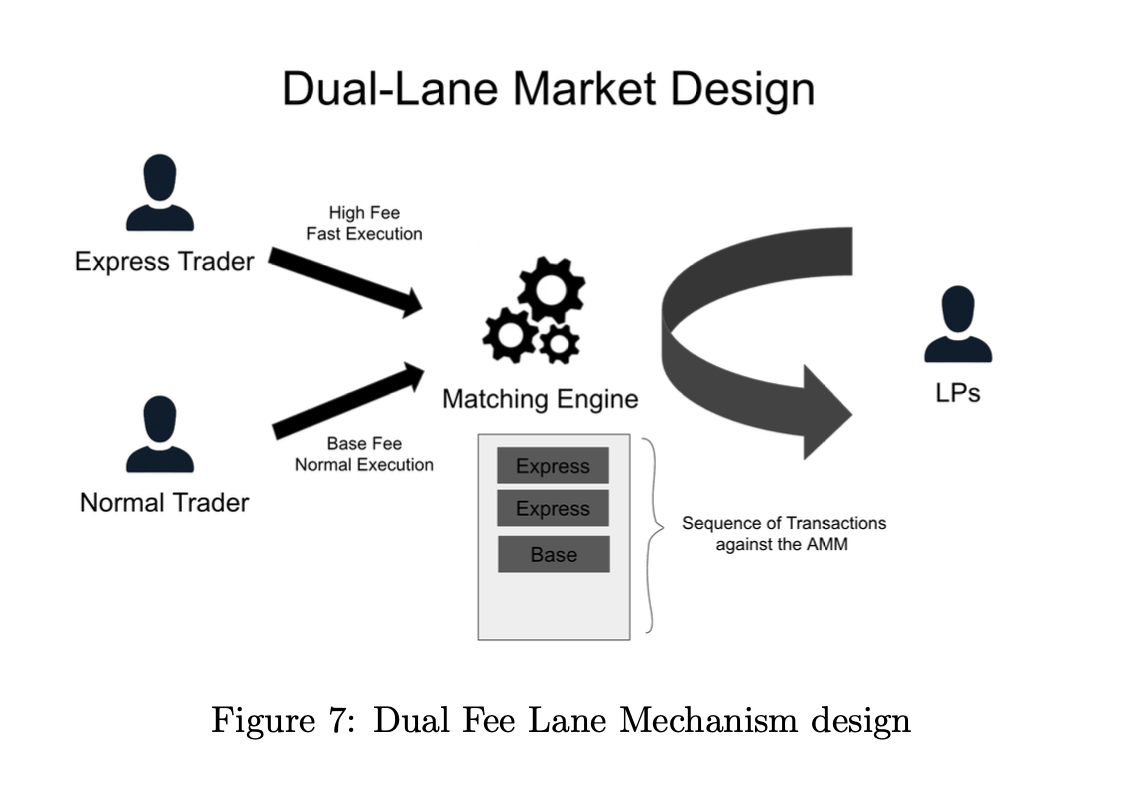 Dual-Lane Market Design
High Fee
Fast Execution
Express Trader
Matching Engine
LPs
Base Fee
Normal Execution
Normal Trader
Express
Express
Base
Sequence of Transactions
against the AMM
Figure 7: Dual Fee Lane Mechanism design